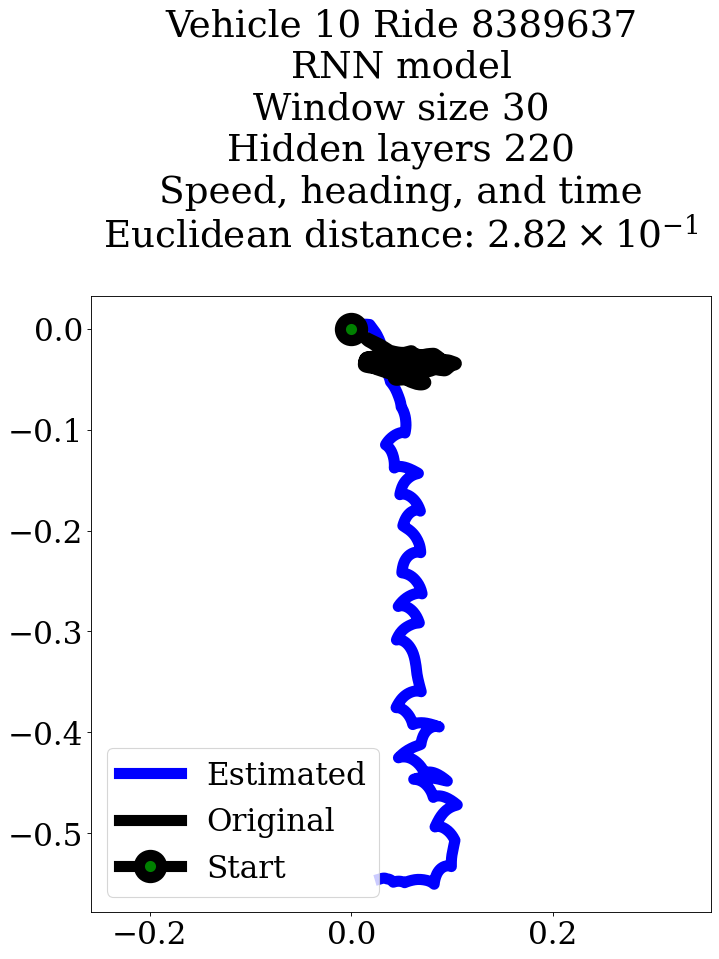 Vehicle 10 Ride 8389637
RNN model
Window size 30
Hidden layers 220
Speed, heading, and time
Euclidean distance: 2.82 × 10⁻¹
0.0
−0.1
−0.2
−0.3
−0.4
−0.5
Estimated
Original
Start
−0.2 0.0 0.2